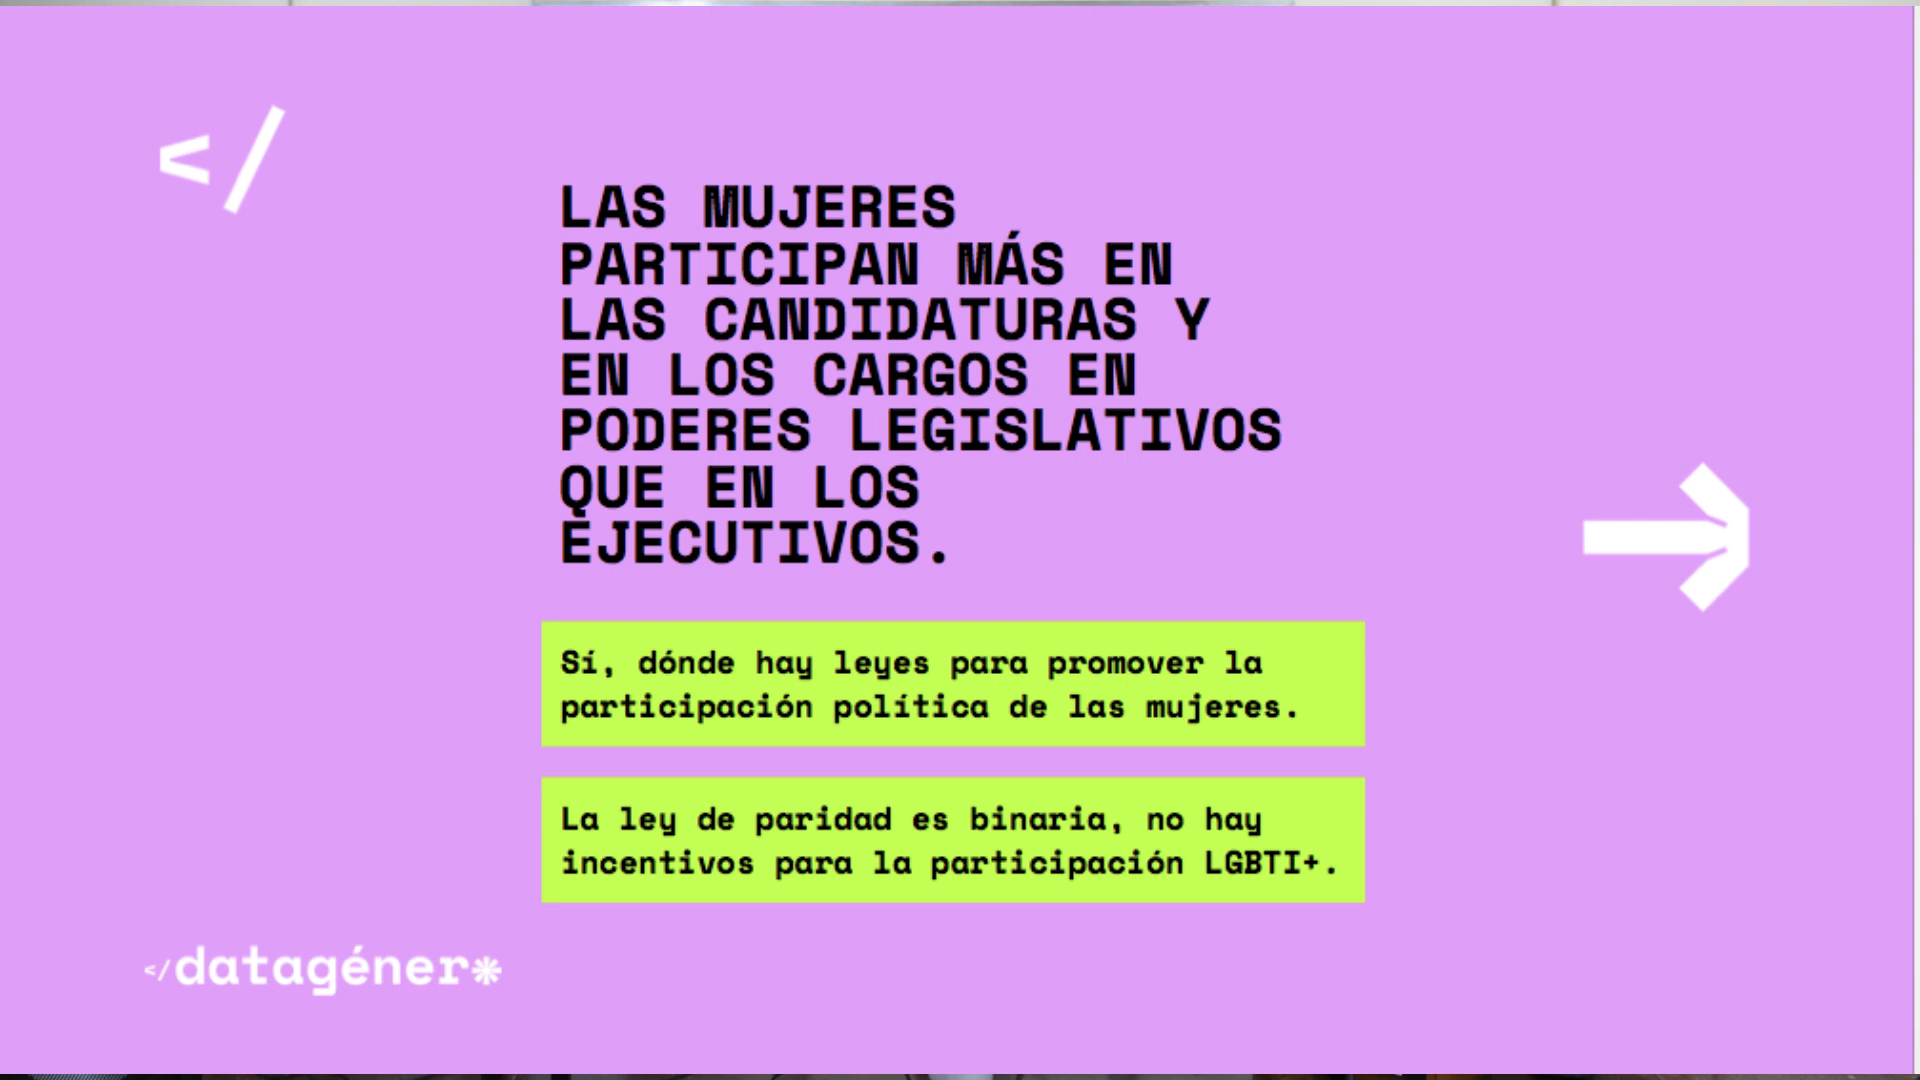 </
LAS MUJERES
PARTICIPAN MÁS EN
LAS CANDIDATURAS Y
EN LOS CARGOS EN
PODERES LEGISLATIVOS
QUE EN LOS
EJECUTIVOS.
Sí, dónde hay leyes para promover la
participación política de las mujeres.
La ley de paridad es binaria, no hay
incentivos para la participación LGBTI+.
</datagéner*